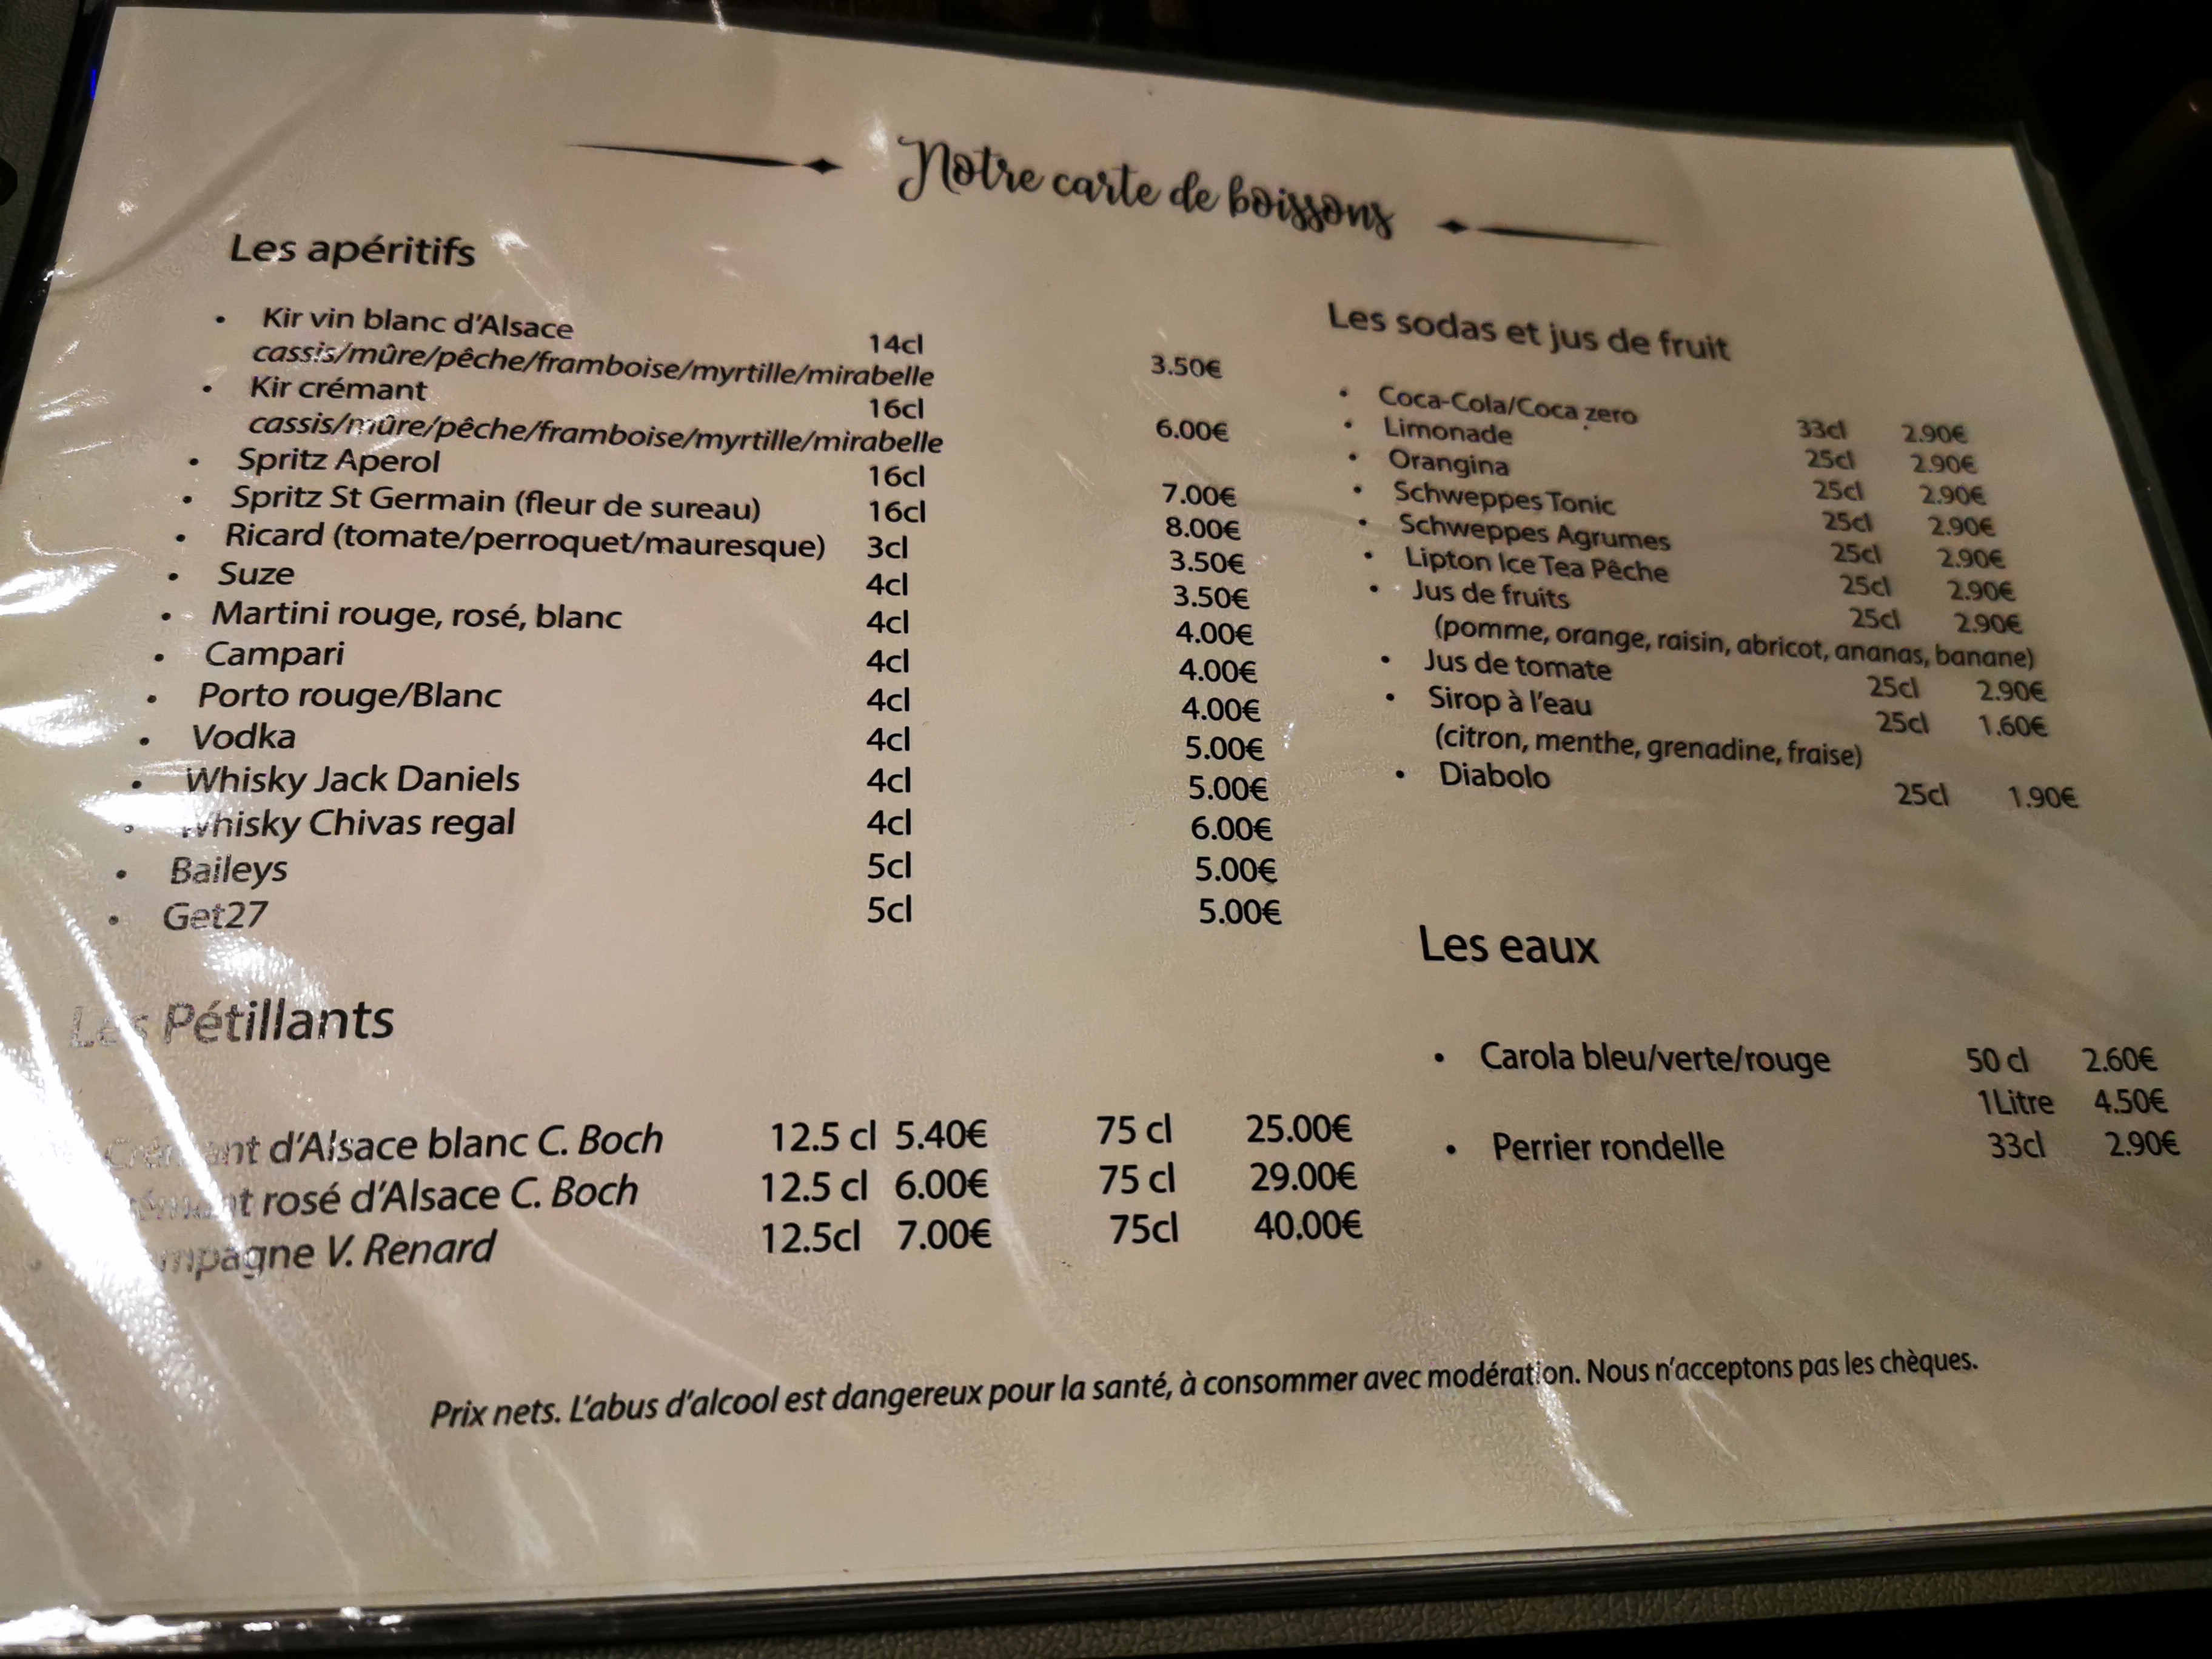 Notre carte de boissons
Les apéritifs
• Kir vin blanc d'Alsace 14cl 3.50€
cassis/mûre/pêche/framboise/myrtille/mirabelle
• Kir crémant 16cl 6.00€
cassis/mûre/pêche/framboise/myrtille/mirabelle
• Spritz Aperol 16cl 7.00€
• Spritz St Germain (fleur de sureau) 16cl 8.00€
• Ricard (tomate/perroquet/mauresque) 3cl 3.50€
• Suze 4cl 3.50€
• Martini rouge, rosé, blanc 4cl 4.00€
• Campari 4cl 4.00€
• Porto rouge/Blanc 4cl 4.00€
• Vodka 4cl 5.00€
• Whisky Jack Daniels 4cl 5.00€
• Whisky Chivas regal 4cl 6.00€
• Baileys 5cl 5.00€
• Get27 5cl 5.00€
Les Pétillants
Crémant d'Alsace blanc C. Boch 12.5 cl 5.40€ 75 cl 25.00€
Crémant rosé d'Alsace C. Boch 12.5 cl 6.00€ 75 cl 29.00€
• Champagne V. Renard 12.5cl 7.00€ 75cl 40.00€
Les sodas et jus de fruit
• Coca-Cola/Coca zero 33cl 2.90€
• Limonade 25cl 2.90€
• Orangina 25cl 2.90€
• Schweppes Tonic 25cl 2.90€
• Schweppes Agrumes 25cl 2.90€
• Lipton Ice Tea Pêche 25cl 2.90€
• Jus de fruits 25cl 2.90€
(pomme, orange, raisin, abricot, ananas, banane)
• Jus de tomate 25cl 2.90€
• Sirop à l'eau 25cl 1.60€
(citron, menthe, grenadine, fraise)
• Diabolo 25cl 1.90€
Les eaux
• Carola bleu/verte/rouge 50 cl 2.60€
1Litre 4.50€
• Perrier rondelle 33cl 2.90€
Prix nets. L'abus d'alcool est dangereux pour la santé, à consommer avec modération. Nous n'acceptons pas les chèques.